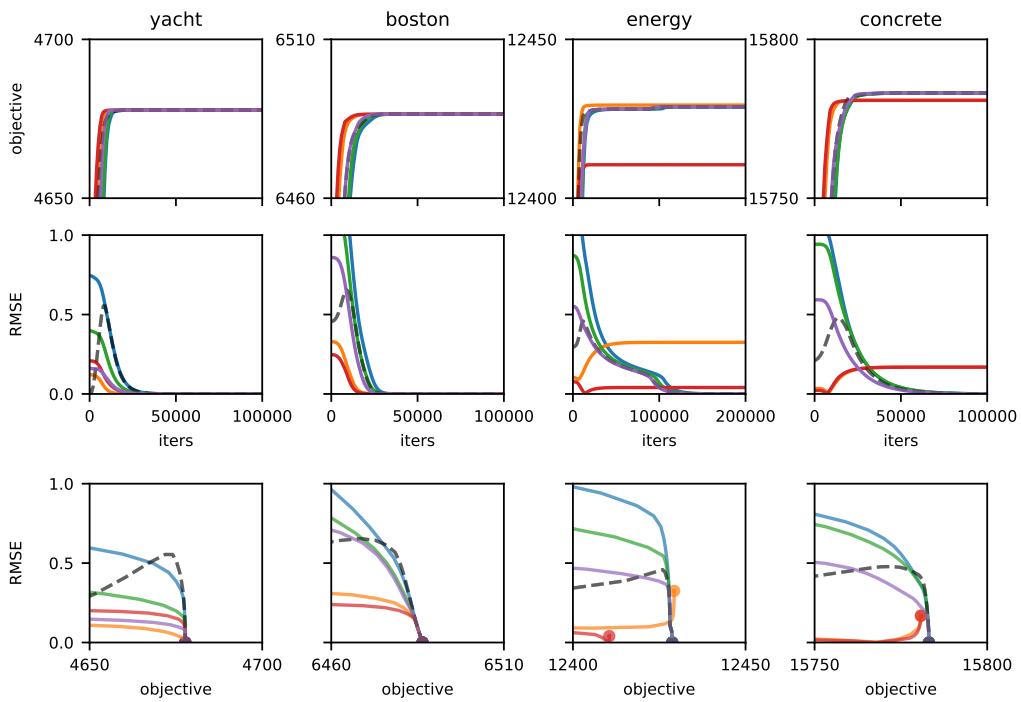 yacht boston energy concrete
4700 6510 12450 15800
objective
4650 6460 12400 15750
1.0
RMSE
0.5
0.0
0 50000 100000 0 50000 100000 0 100000 200000 0 50000 100000
iters iters iters iters
1.0
RMSE
0.5
0.0
4650 4700 6460 6510 12400 12450 15750 15800
objective objective objective objective